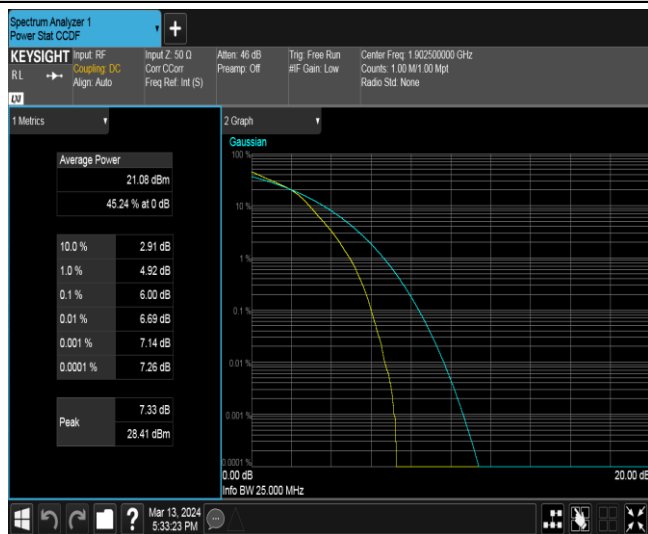 Spectrum Analyzer 1
Power Stat CCDF
+
KEYSIGHT
RL
LXI
Input: RF
Coupling: DC
Align: Auto
Input Z: 50 Ω
Corr CCorr
Freq Ref: Int (S)
Atten: 46 dB
Preamp: Off
Trig: Free Run
#IF Gain: Low
Center Freq: 1.902500000 GHz
Counts: 1.00 M/1.00 Mpt
Radio Std: None
1 Metrics
Average Power
21.08 dBm
45.24 % at 0 dB
10.0 % 2.91 dB
1.0 % 4.92 dB
0.1 % 6.00 dB
0.01 % 6.69 dB
0.001 % 7.14 dB
0.0001 % 7.26 dB
Peak 7.33 dB
28.41 dBm
2 Graph
Gaussian
100 %
10 %
1 %
0.1 %
0.01 %
0.001 %
0.0001 %
0.00 dB 20.00 dB
Info BW 25.000 MHz
?
Mar 13, 2024
5:33:23 PM